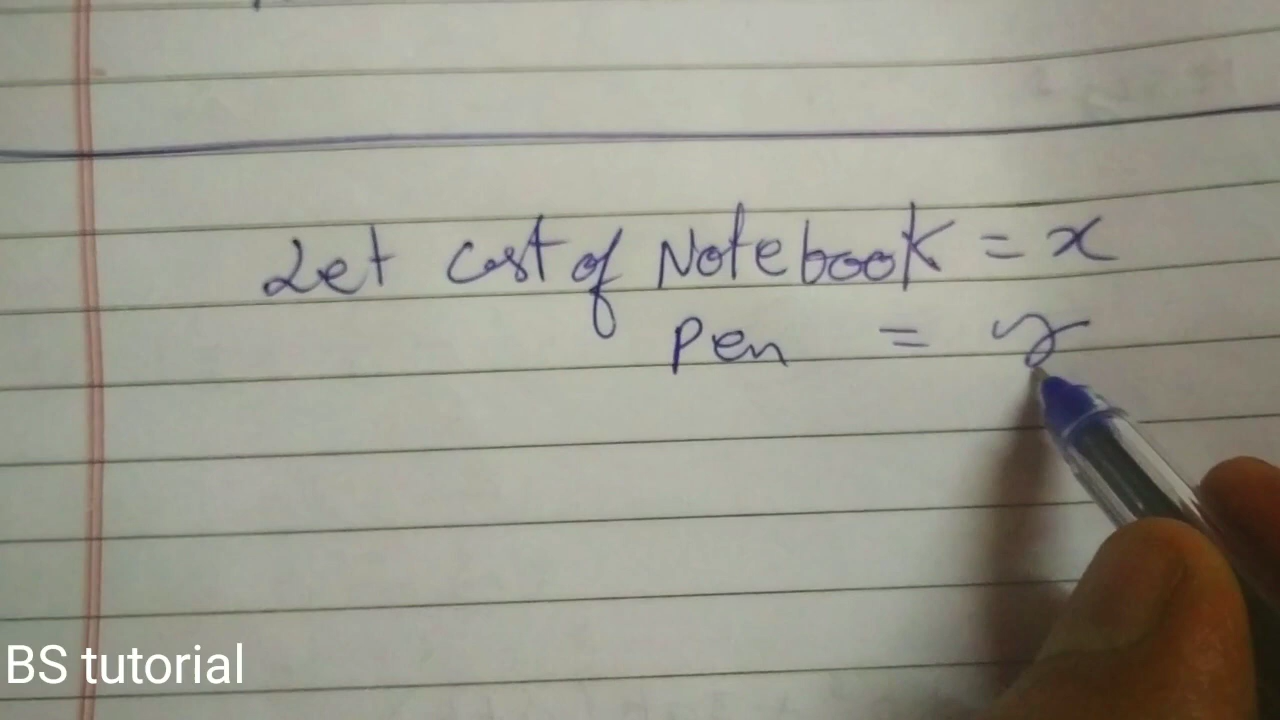 Let cost of Notebook = x
pen = y
BS tutorial